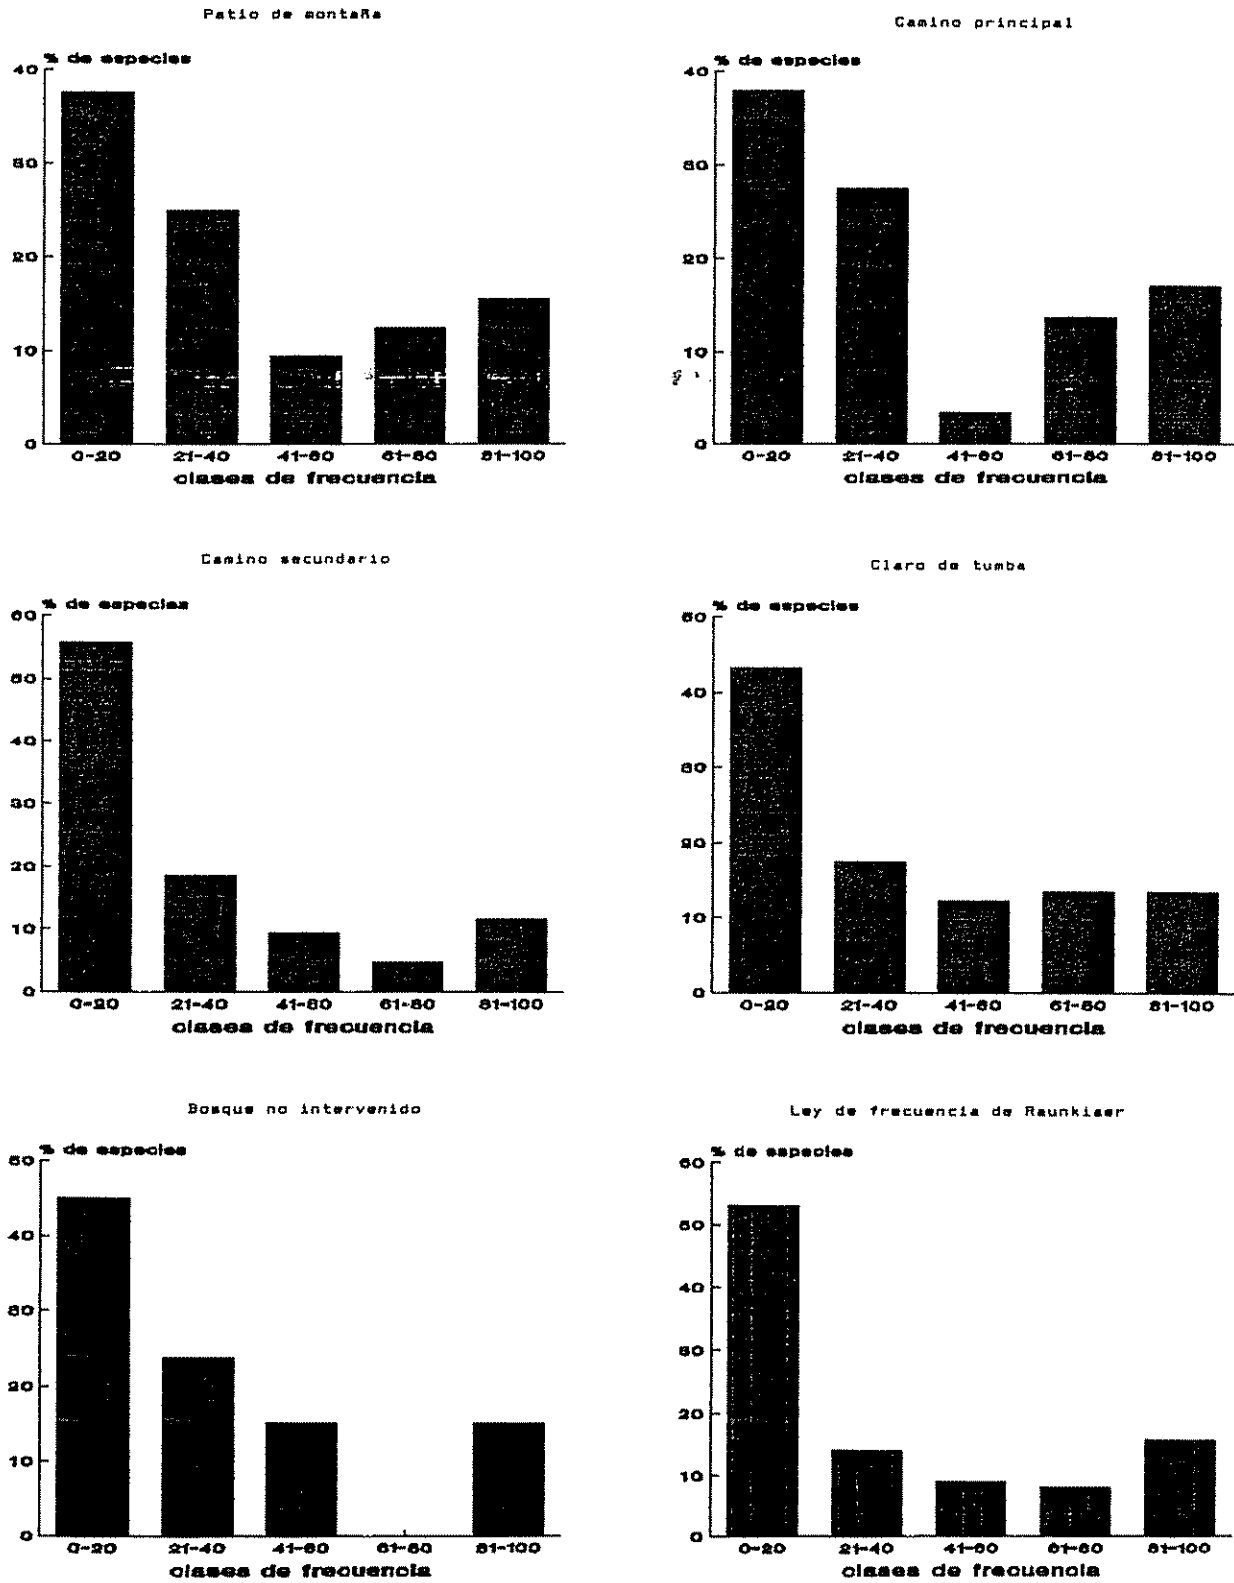 Patio de montaña
% de especies
40
30
20
10
0
0-20 21-40 41-60 61-80 81-100
clases de frecuencia
Camino principal
% de especies
40
30
20
10
0
0-20 21-40 41-60 61-80 81-100
clases de frecuencia
Camino secundario
% de especies
60
50
40
30
20
10
0
0-20 21-40 41-60 61-80 81-100
clases de frecuencia
Claro de tumba
% de especies
50
40
30
20
10
0
0-20 21-40 41-60 61-80 81-100
clases de frecuencia
Bosque no intervenido
% de especies
50
40
30
20
10
0
0-20 21-40 41-60 61-80 81-100
clases de frecuencia
Ley de frecuencia de Raunkiaer
% de especies
60
50
40
30
20
10
0
0-20 21-40 41-60 61-80 81-100
clases de frecuencia